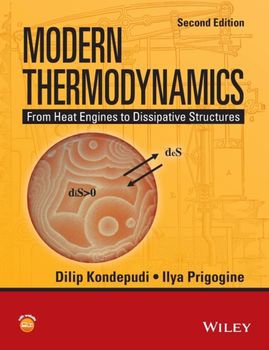 Second Edition
MODERN
THERMODYNAMICS
From Heat Engines to Dissipative Structures
deS
diS>0
Dilip Kondepudi • Ilya Prigogine
WILEY